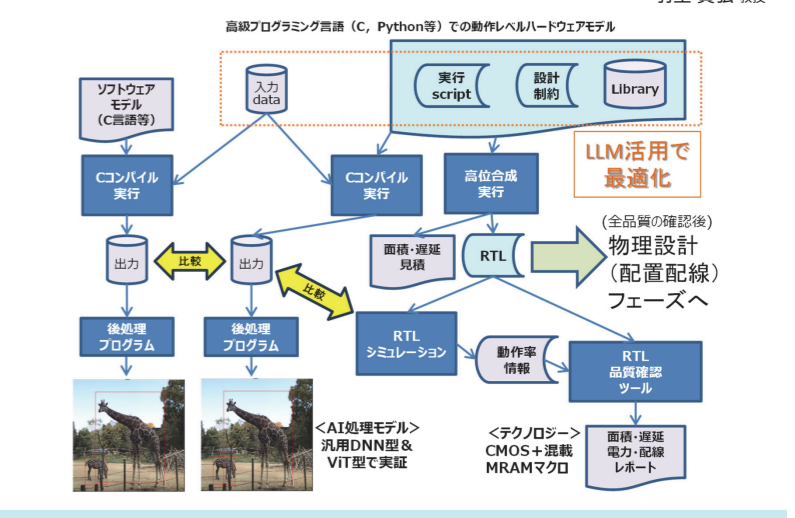 高級プログラミング言語(C,Python等)での動作レベルハードウェアモデル
ソフトウェア
モデル
(C言語等)
入力
data
実行
script
設計
制約
Library
LLM活用で
最適化
Cコンパイル
実行
Cコンパイル
実行
高位合成
実行
(全品質の確認後)
物理設計
(配置配線)
フェーズへ
出力
比較
出力
面積・遅延
見積
RTL
比較
後処理
プログラム
後処理
プログラム
RTL
シミュレーション
動作率
情報
RTL
品質確認
ツール
<AI処理モデル>
汎用DNN型&
ViT型で実証
<テクノロジー>
CMOS+混載
MRAMマクロ
面積・遅延
電力・配線
レポート